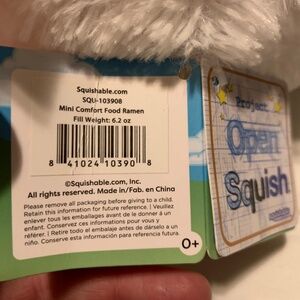 Squishable.com
SQU-103908
Mini Comfort Food Ramen
Fill Weight: 6.2 oz
8 41024 10390 8
©Squishable.com, Inc.
All rights reserved. Made in/Fab. en China
Please remove all packaging before giving to a child.
Retain this information for future reference. | Veuillez
enlever tous les emballages avant de le donner à un
enfant. Conservez ces informations pour vous y
référer. | Retire todo el embalaje antes de dárselo a un
niño. Conserve esta información para referencia futura
0+
Project
Open
Squish